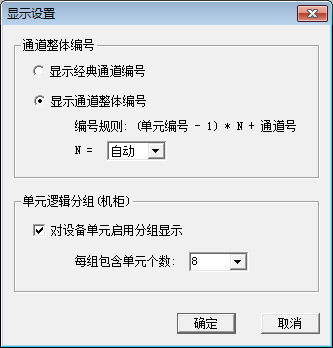 显示设置
通道整体编号
显示经典通道编号
显示通道整体编号
编号规则: (单元编号 - 1) * N + 通道号
N = 自动
单元逻辑分组(机柜)
对设备单元启用分组显示
每组包含单元个数: 8
确定 取消